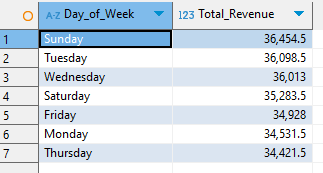 A-Z Day_of_Week 123 Total_Revenue
1 Sunday 36,454.5
2 Tuesday 36,098.5
3 Wednesday 36,013
4 Saturday 35,283.5
5 Friday 34,928
6 Monday 34,531.5
7 Thursday 34,421.5